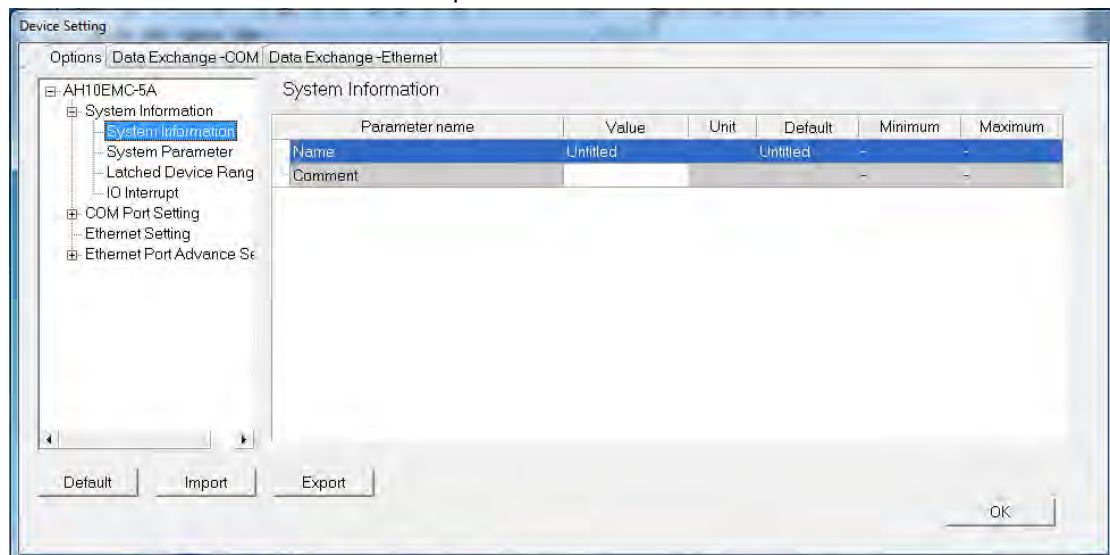 Device Setting
Options Data Exchange -COM Data Exchange -Ethernet
AH10EMC-5A
System Information
System Information
System Parameter
Latched Device Rang
IO Interrupt
COM Port Setting
Ethernet Setting
Ethernet Port Advance Se
System Information
Parameter name Value Unit Default Minimum Maximum
Name Untitled Untitled - -
Comment - -
Default Import Export
OK